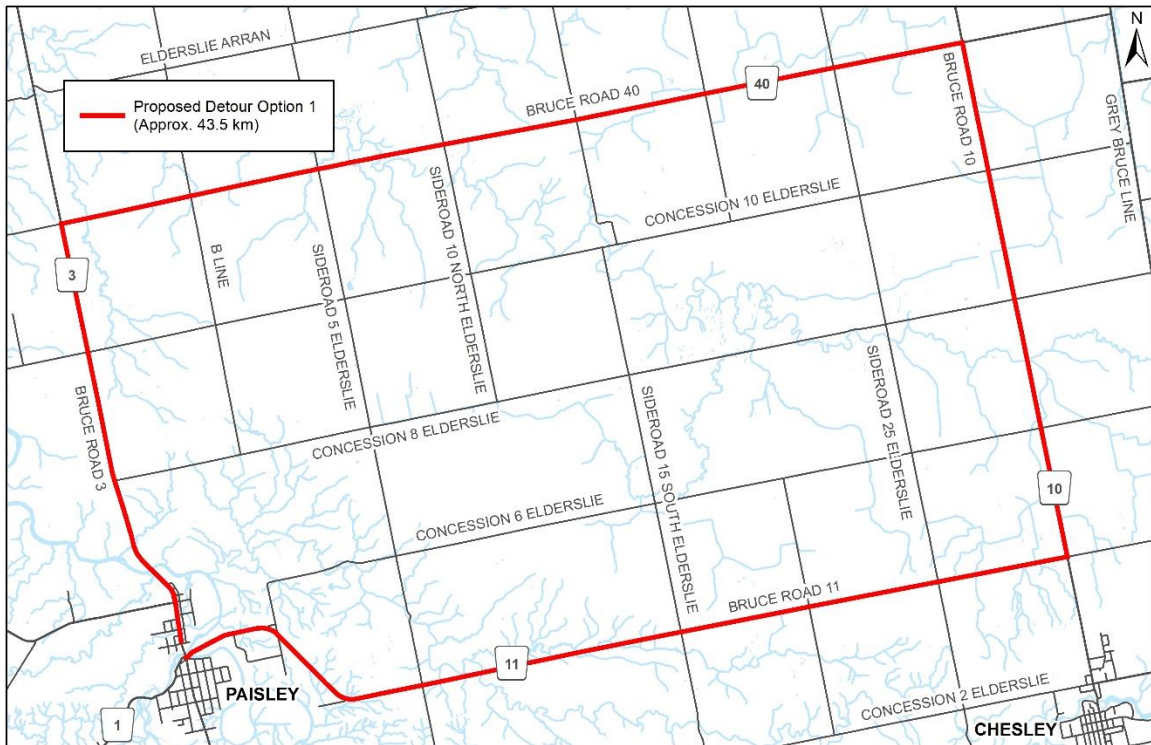 N
ELDERSLIE ARRAN
Proposed Detour Option 1
(Approx. 43.5 km)
BRUCE ROAD 40
40
BRUCE ROAD 10
GREY BRUCE LINE
SIDEROAD 10 NORTH ELDERSLIE
CONCESSION 10 ELDERSLIE
3
B LINE
SIDEROAD 5 ELDERSLIE
BRUCE ROAD 3
CONCESSION 8 ELDERSLIE
SIDEROAD 15 SOUTH ELDERSLIE
SIDEROAD 25 ELDERSLIE
10
CONCESSION 6 ELDERSLIE
BRUCE ROAD 11
11
PAISLEY
1
CONCESSION 2 ELDERSLIE
CHESLEY